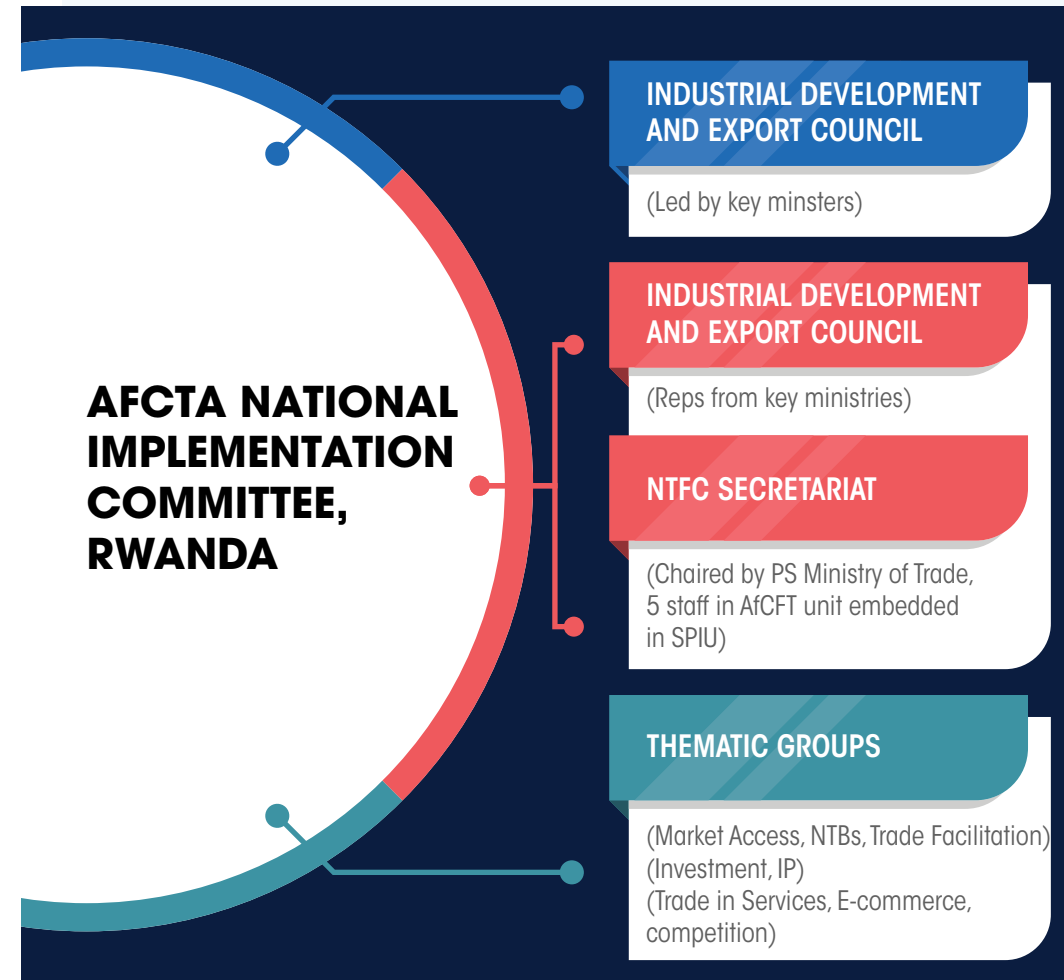 AFCTA NATIONAL
IMPLEMENTATION
COMMITTEE,
RWANDA
INDUSTRIAL DEVELOPMENT
AND EXPORT COUNCIL
(Led by key minsters)
INDUSTRIAL DEVELOPMENT
AND EXPORT COUNCIL
(Reps from key ministries)
NTFC SECRETARIAT
(Chaired by PS Ministry of Trade,
5 staff in AfCFT unit embedded
in SPIU)
THEMATIC GROUPS
(Market Access, NTBs, Trade Facilitation)
(Investment, IP)
(Trade in Services, E-commerce,
competition)